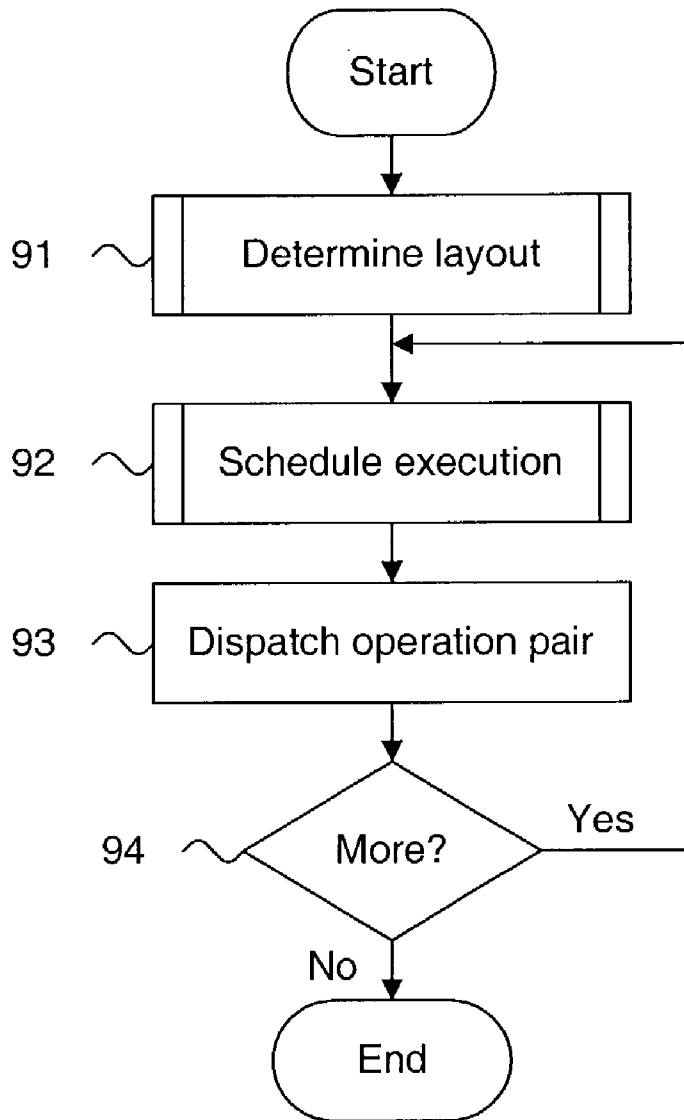 Start
91 Determine layout
92 Schedule execution
93 Dispatch operation pair
94 More? Yes
No
End